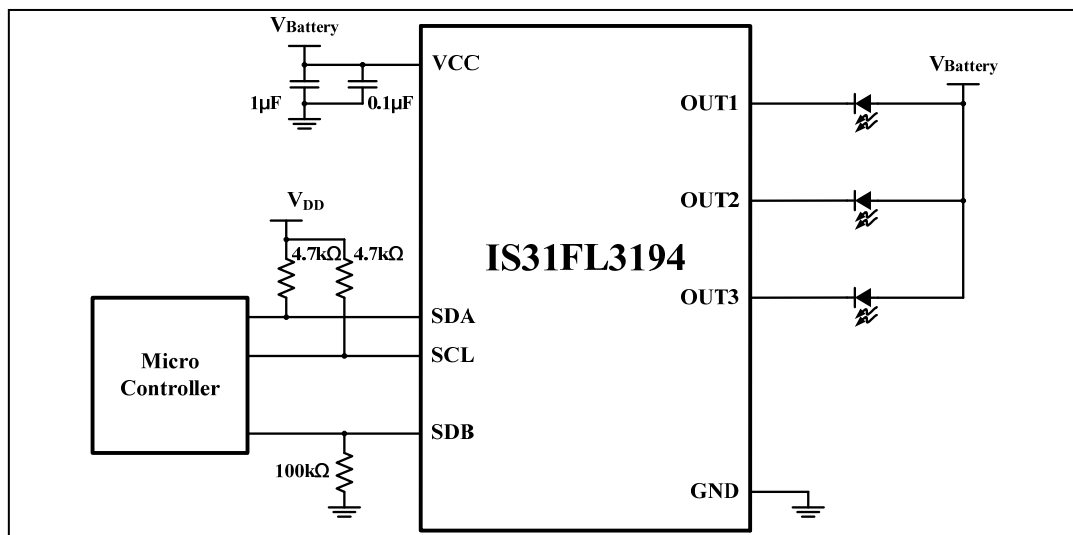 VBattery
VCC
1µF
0.1µF
VDD
4.7kΩ 4.7kΩ
SDA
SCL
SDB
100kΩ
Micro
Controller
IS31FL3194
OUT1
OUT2
OUT3
GND
VBattery